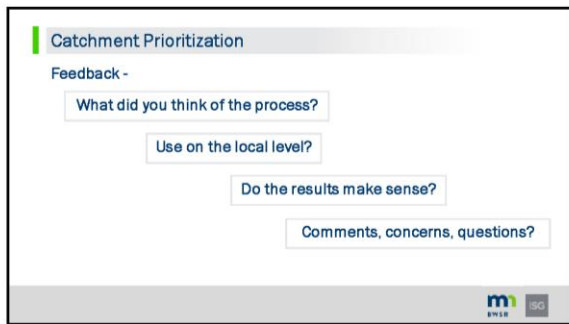 Catchment Prioritization
Feedback -
What did you think of the process?
Use on the local level?
Do the results make sense?
Comments, concerns, questions?
mn
BWSR
ISG